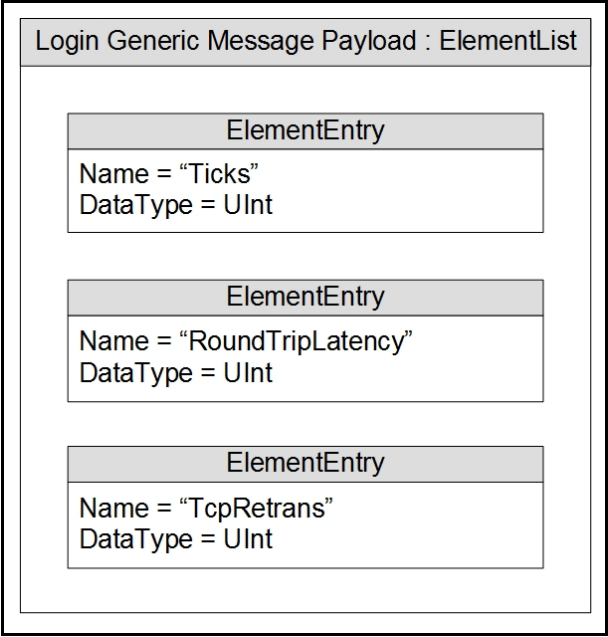 Login Generic Message Payload : ElementList
ElementEntry
Name = “Ticks”
DataType = UInt
ElementEntry
Name = “RoundTripLatency”
DataType = UInt
ElementEntry
Name = “TcpRetrans”
DataType = UInt